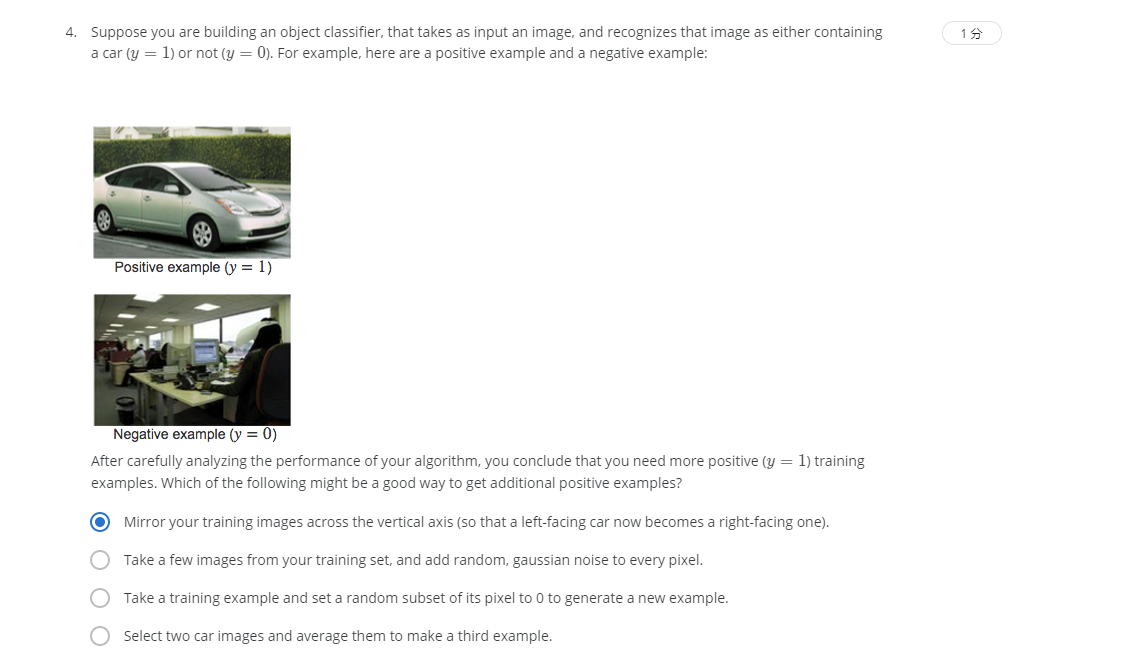 4. Suppose you are building an object classifier, that takes as input an image, and recognizes that image as either containing
a car (y = 1) or not (y = 0). For example, here are a positive example and a negative example:
1 分
Positive example (y = 1)
Negative example (y = 0)
After carefully analyzing the performance of your algorithm, you conclude that you need more positive (y = 1) training
examples. Which of the following might be a good way to get additional positive examples?
Mirror your training images across the vertical axis (so that a left-facing car now becomes a right-facing one).
Take a few images from your training set, and add random, gaussian noise to every pixel.
Take a training example and set a random subset of its pixel to 0 to generate a new example.
Select two car images and average them to make a third example.